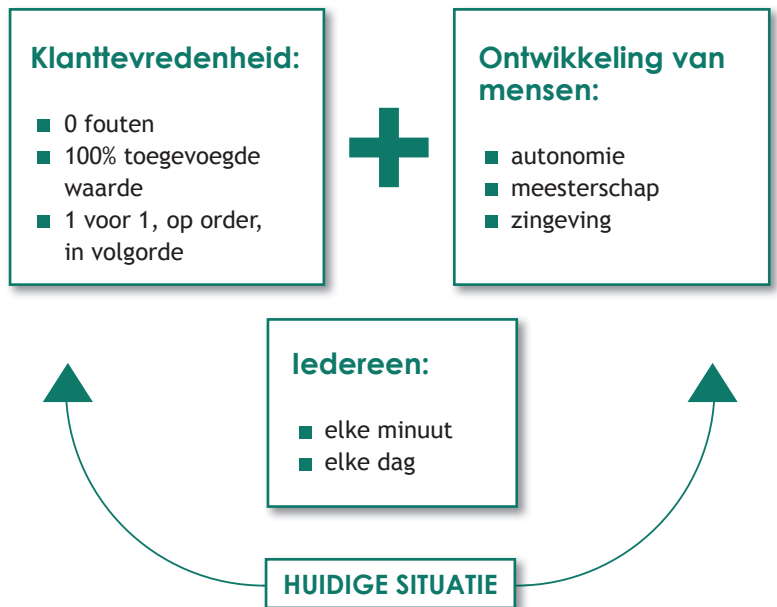 Klanttevredenheid:
■ 0 fouten
■ 100% toegevoegde
waarde
■ 1 voor 1, op order,
in volgorde
Ontwikkeling van
mensen:
■ autonomie
■ meesterschap
■ zingeving
Iedereen:
■ elke minuut
■ elke dag
HUIDIGE SITUATIE